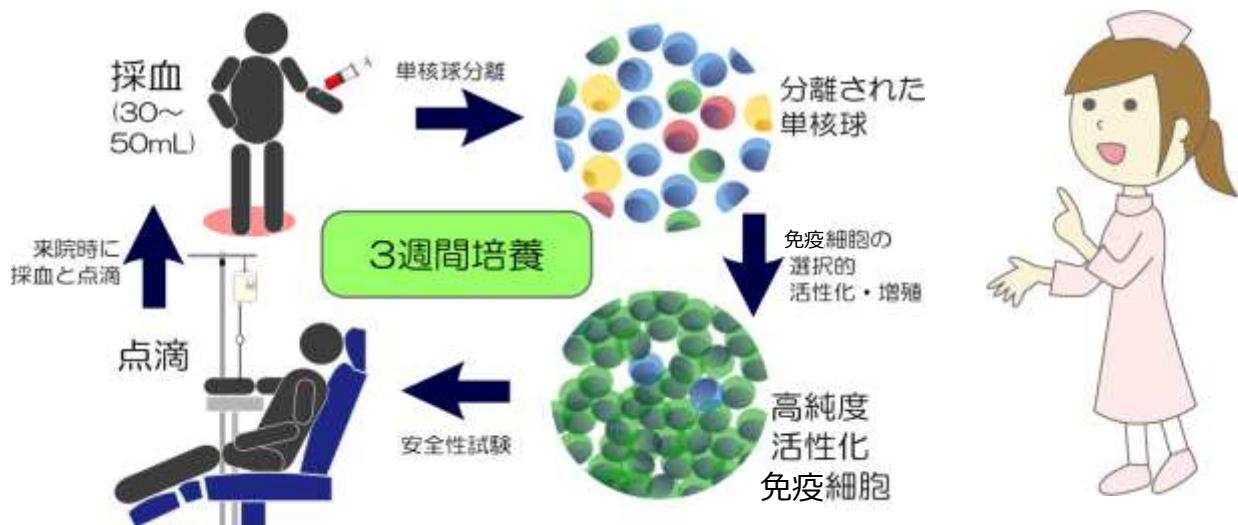 採血
(30〜
50mL)
単核球分離
分離された
単核球
免疫細胞の
選択的
活性化・増殖
3週間培養
高純度
活性化
免疫細胞
安全性試験
点滴
来院時に
採血と点滴